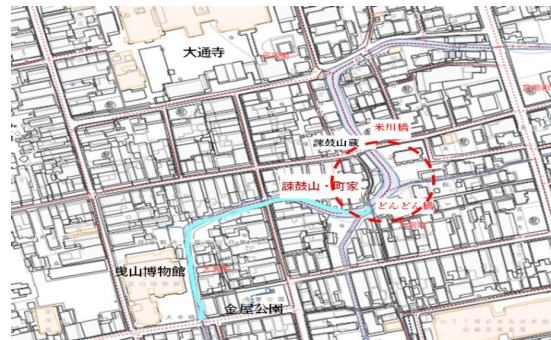 大通寺
米川橋
諫鼓山蔵
諫鼓山・町家
どんどん橋
曳山博物館
金屋公園